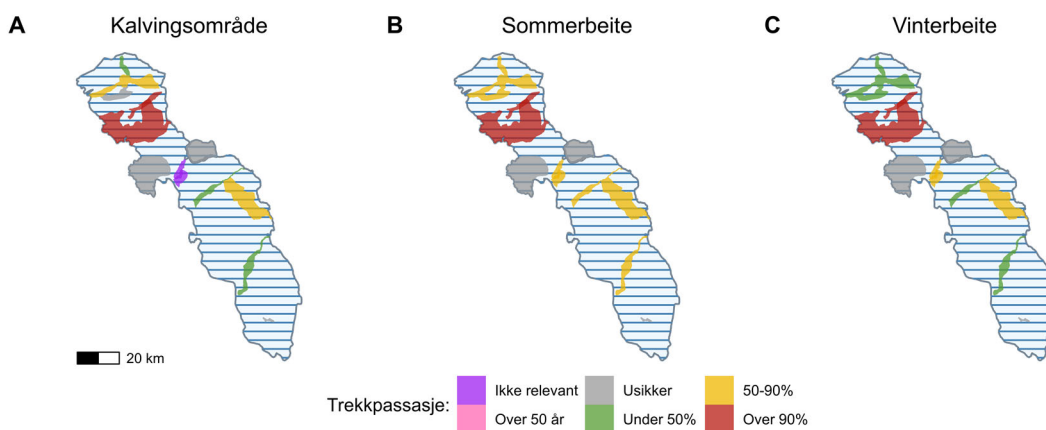 A Kalvingsområde
B Sommerbeite
C Vinterbeite
20 km
Trekkpassasje:
Ikke relevant
Usikker
50-90%
Over 50 år
Under 50%
Over 90%